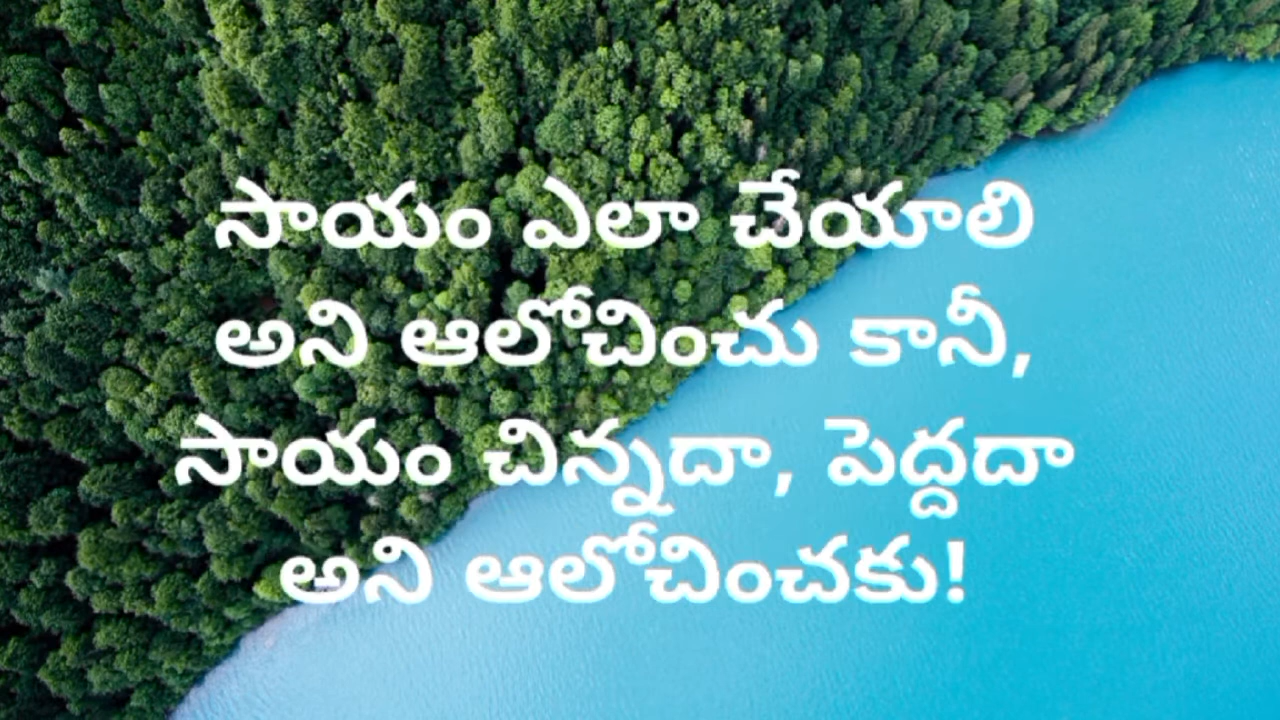 సాయం ఎలా చేయాలి
అని ఆలోచించు కానీ,
సాయం చిన్నదా, పెద్దదా
అని ఆలోచించకు!